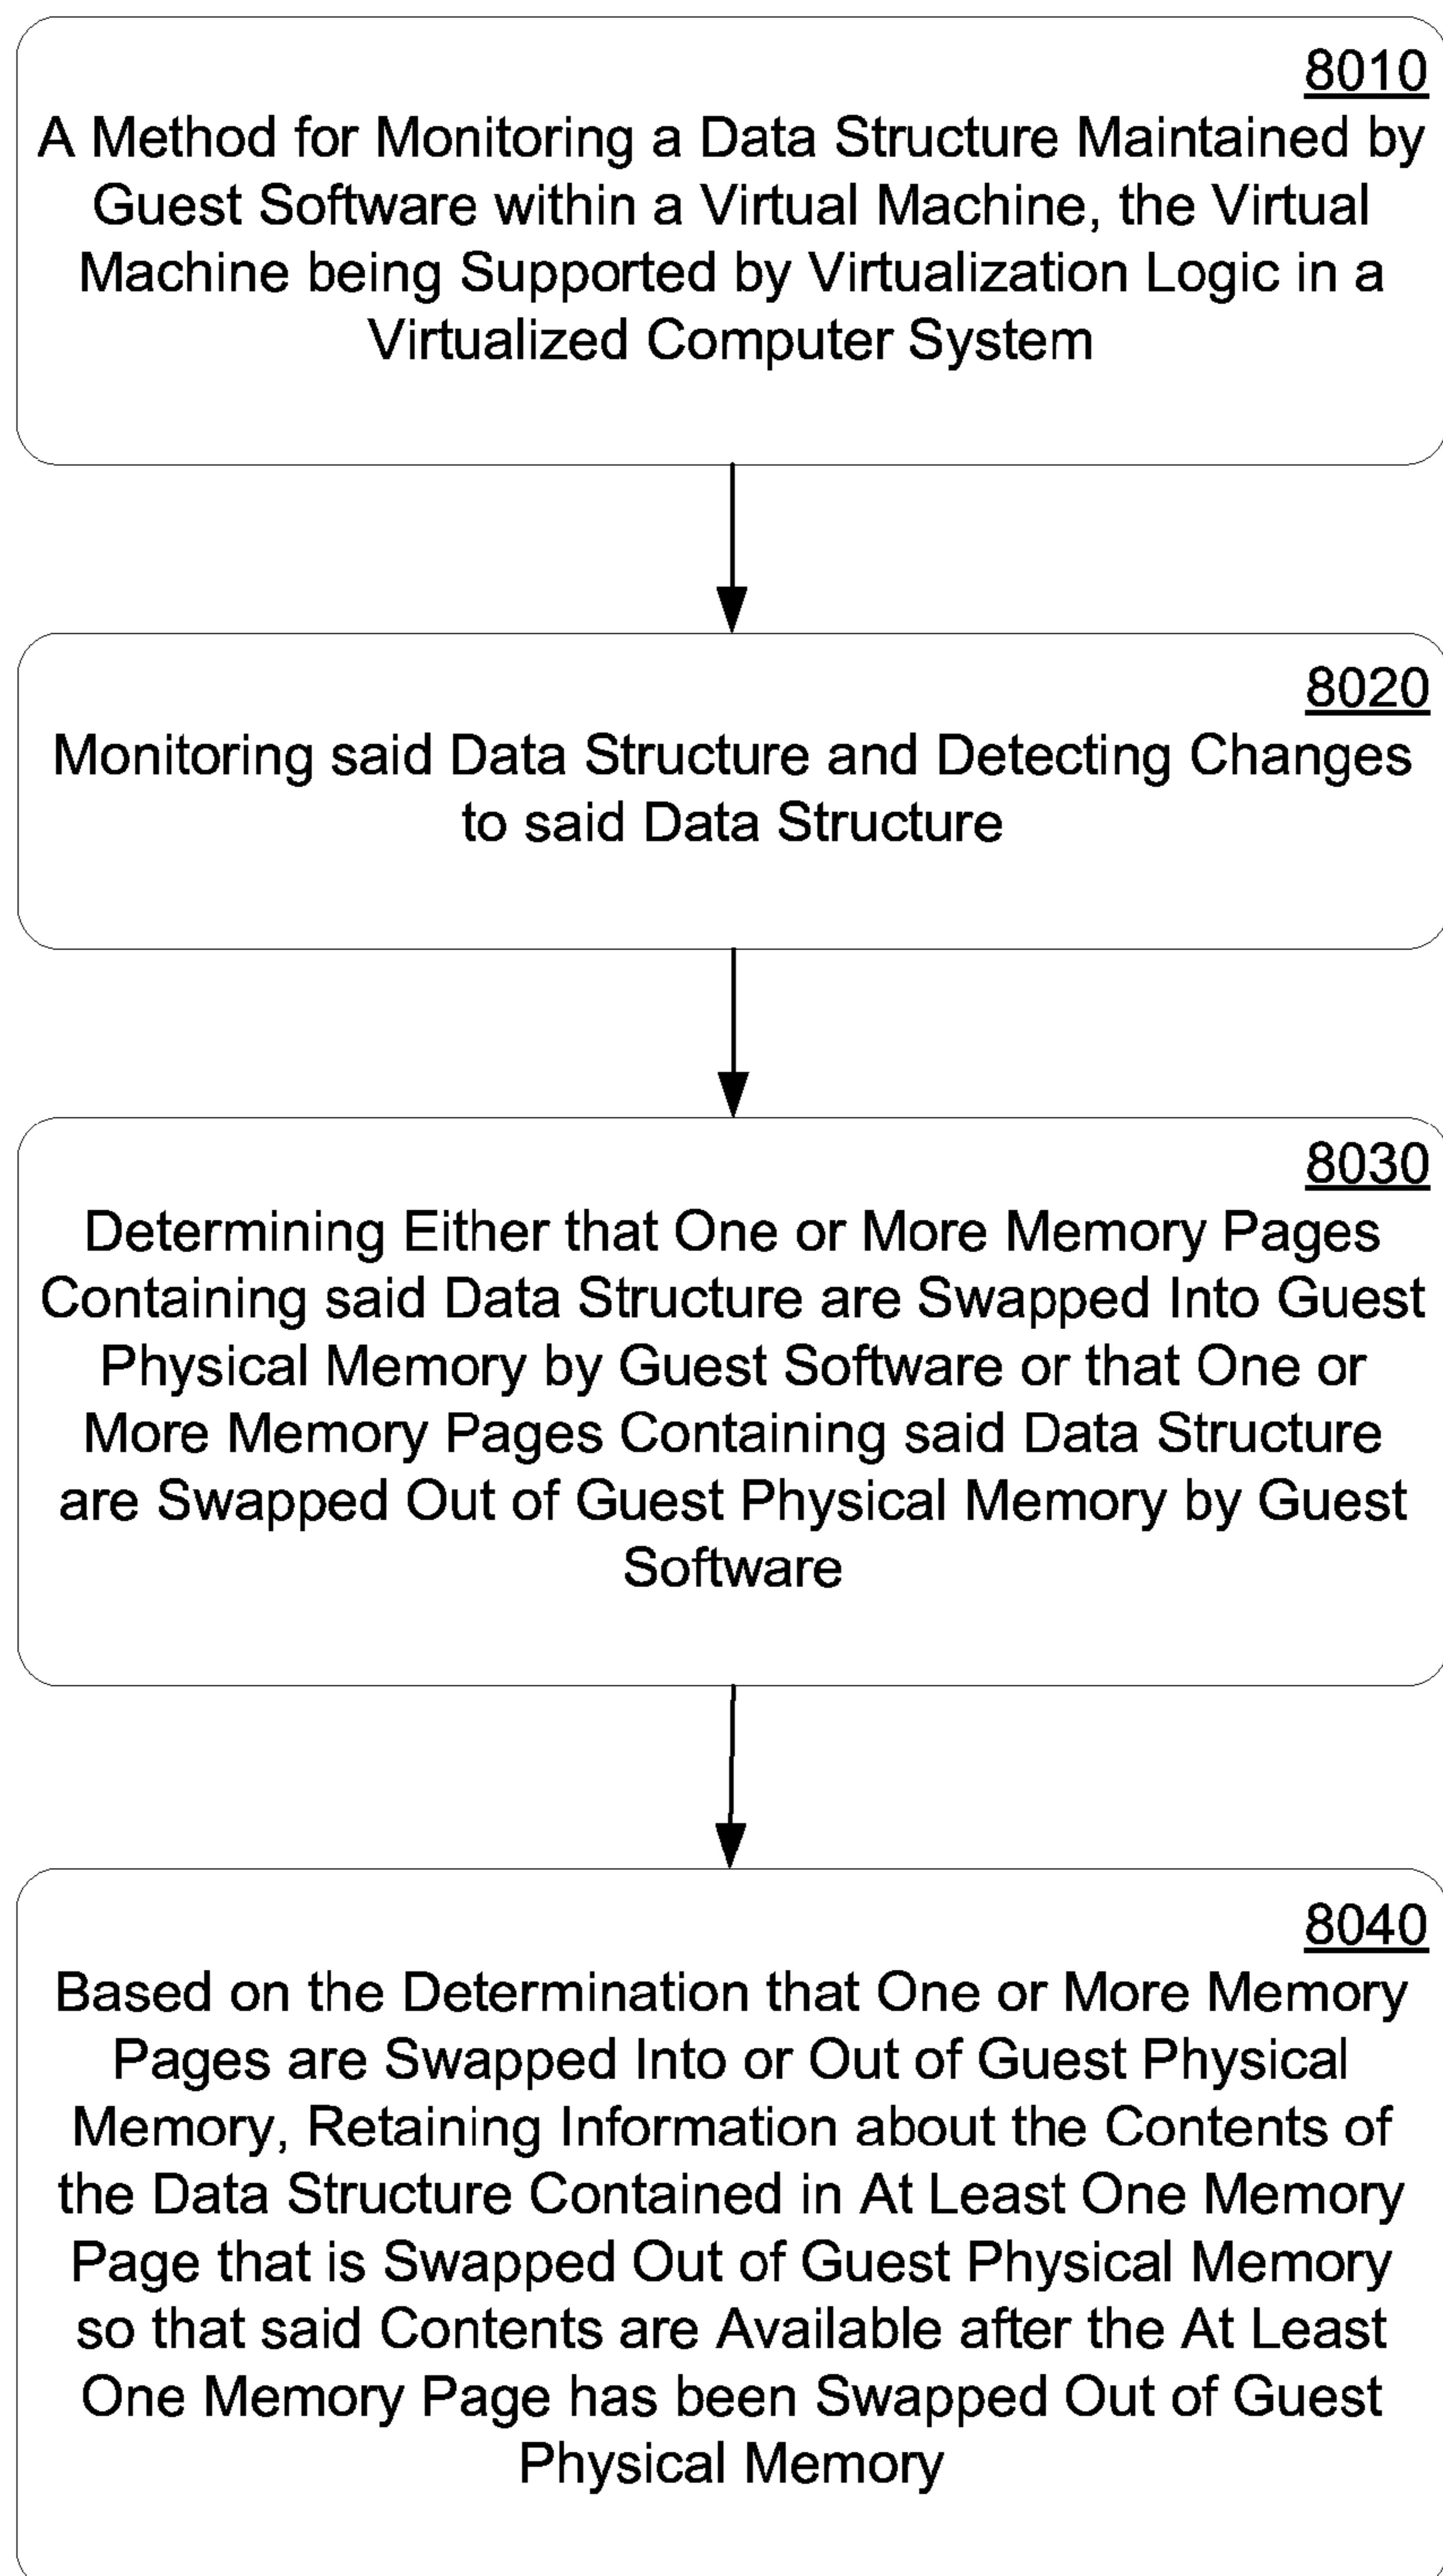 8010
A Method for Monitoring a Data Structure Maintained by
Guest Software within a Virtual Machine, the Virtual
Machine being Supported by Virtualization Logic in a
Virtualized Computer System
8020
Monitoring said Data Structure and Detecting Changes
to said Data Structure
8030
Determining Either that One or More Memory Pages
Containing said Data Structure are Swapped Into Guest
Physical Memory by Guest Software or that One or
More Memory Pages Containing said Data Structure
are Swapped Out of Guest Physical Memory by Guest
Software
8040
Based on the Determination that One or More Memory
Pages are Swapped Into or Out of Guest Physical
Memory, Retaining Information about the Contents of
the Data Structure Contained in At Least One Memory
Page that is Swapped Out of Guest Physical Memory
so that said Contents are Available after the At Least
One Memory Page has been Swapped Out of Guest
Physical Memory